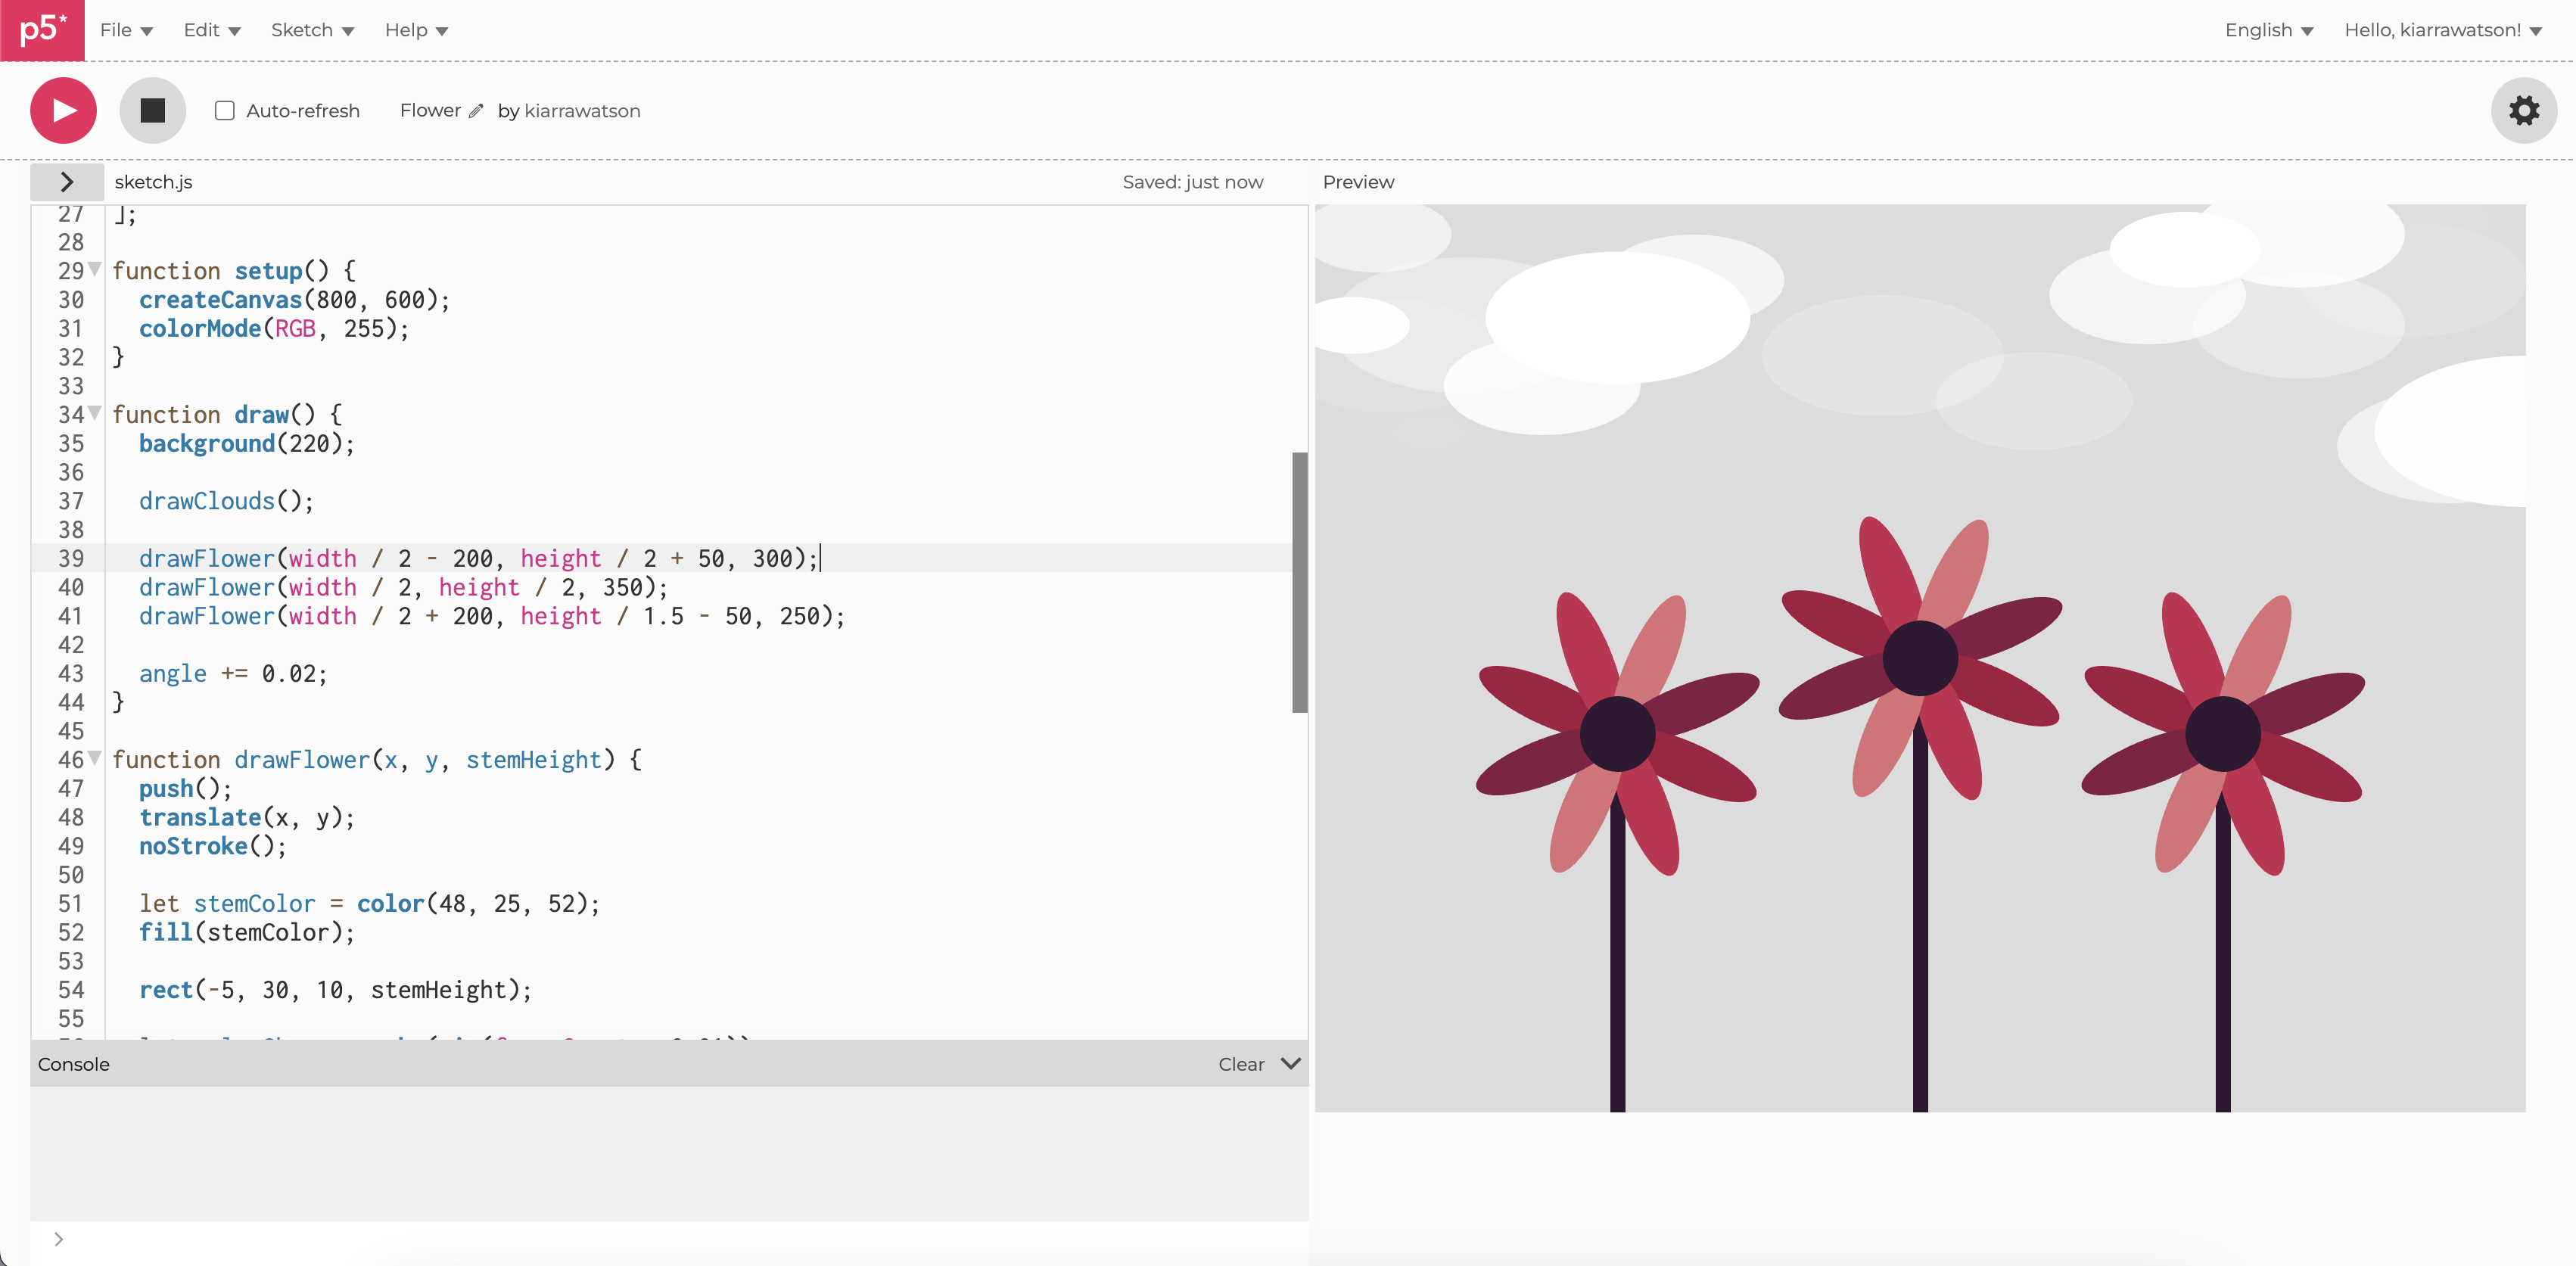 p5* File Edit Sketch Help English Hello, kiarrawatson!
Auto-refresh Flower by kiarrawatson
sketch.js Saved: just now Preview
27 ];
28
29 function setup() {
30 createCanvas(800, 600);
31 colorMode(RGB, 255);
32 }
33
34 function draw() {
35 background(220);
36
37 drawClouds();
38
39 drawFlower(width / 2 - 200, height / 2 + 50, 300);
40 drawFlower(width / 2, height / 2, 350);
41 drawFlower(width / 2 + 200, height / 1.5 - 50, 250);
42
43 angle += 0.02;
44 }
45
46 function drawFlower(x, y, stemHeight) {
47 push();
48 translate(x, y);
49 noStroke();
50
51 let stemColor = color(48, 25, 52);
52 fill(stemColor);
53
54 rect(-5, 30, 10, stemHeight);
55
Console Clear
>